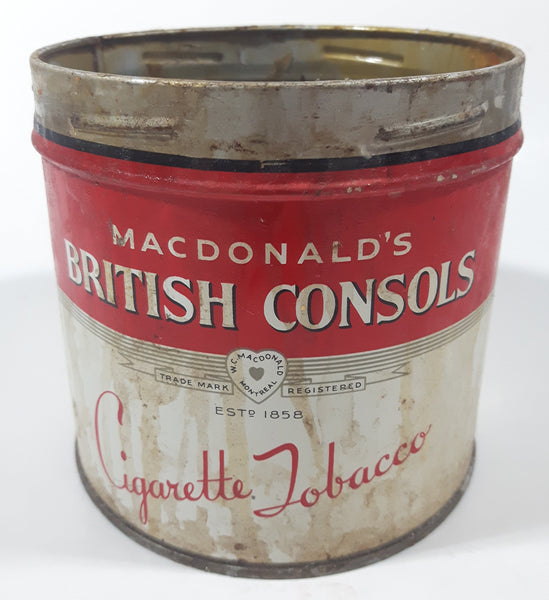 MACDONALD'S
BRITISH CONSOLS
W.C. MACDONALD
MONTREAL
TRADE MARK REGISTERED
ESTD 1858
Cigarette Tobacco